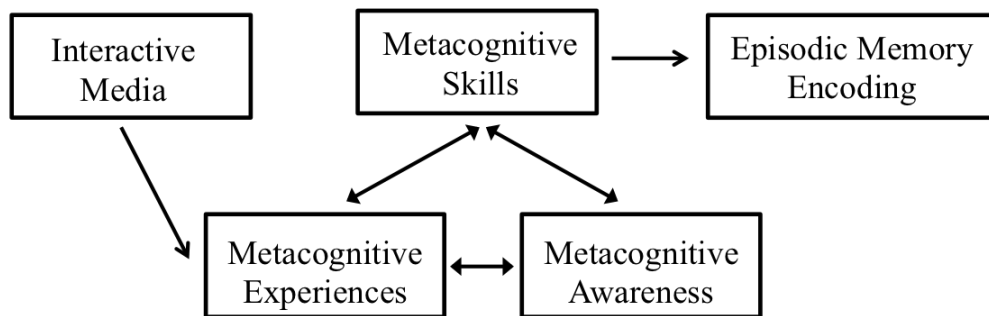 Interactive
Media
Metacognitive
Skills
Episodic Memory
Encoding
Metacognitive
Experiences
Metacognitive
Awareness